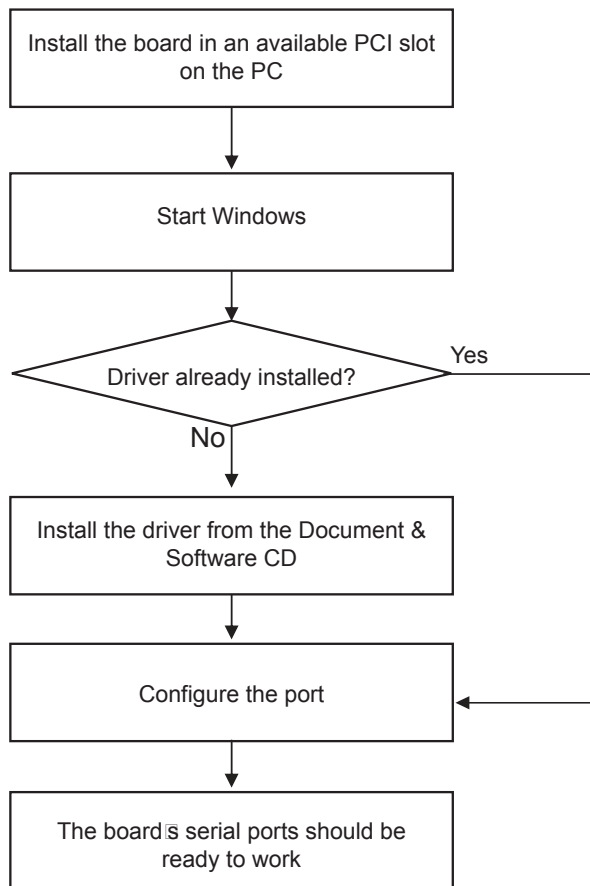 Install the board in an available PCI slot
on the PC
Start Windows
Driver already installed?
Yes
No
Install the driver from the Document &
Software CD
Configure the port
The board's serial ports should be
ready to work